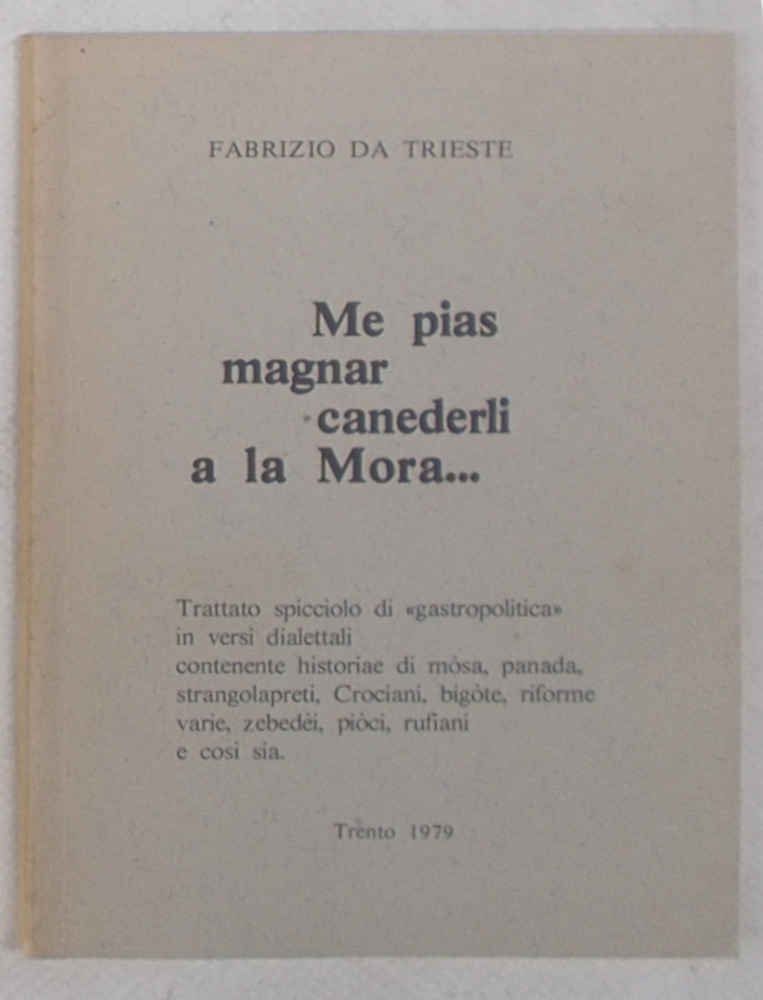 FABRIZIO DA TRIESTE
Me pias
magnar
canederli
a la Mora...
Trattato spicciolo di «gastropolitica»
in versi dialettali
contenente historiae di mòsa, panada,
strangolapreti, Crociani, bigòte, riforme
varie, zebedèi, piòci, rufiani
e così sia.
Trento 1979